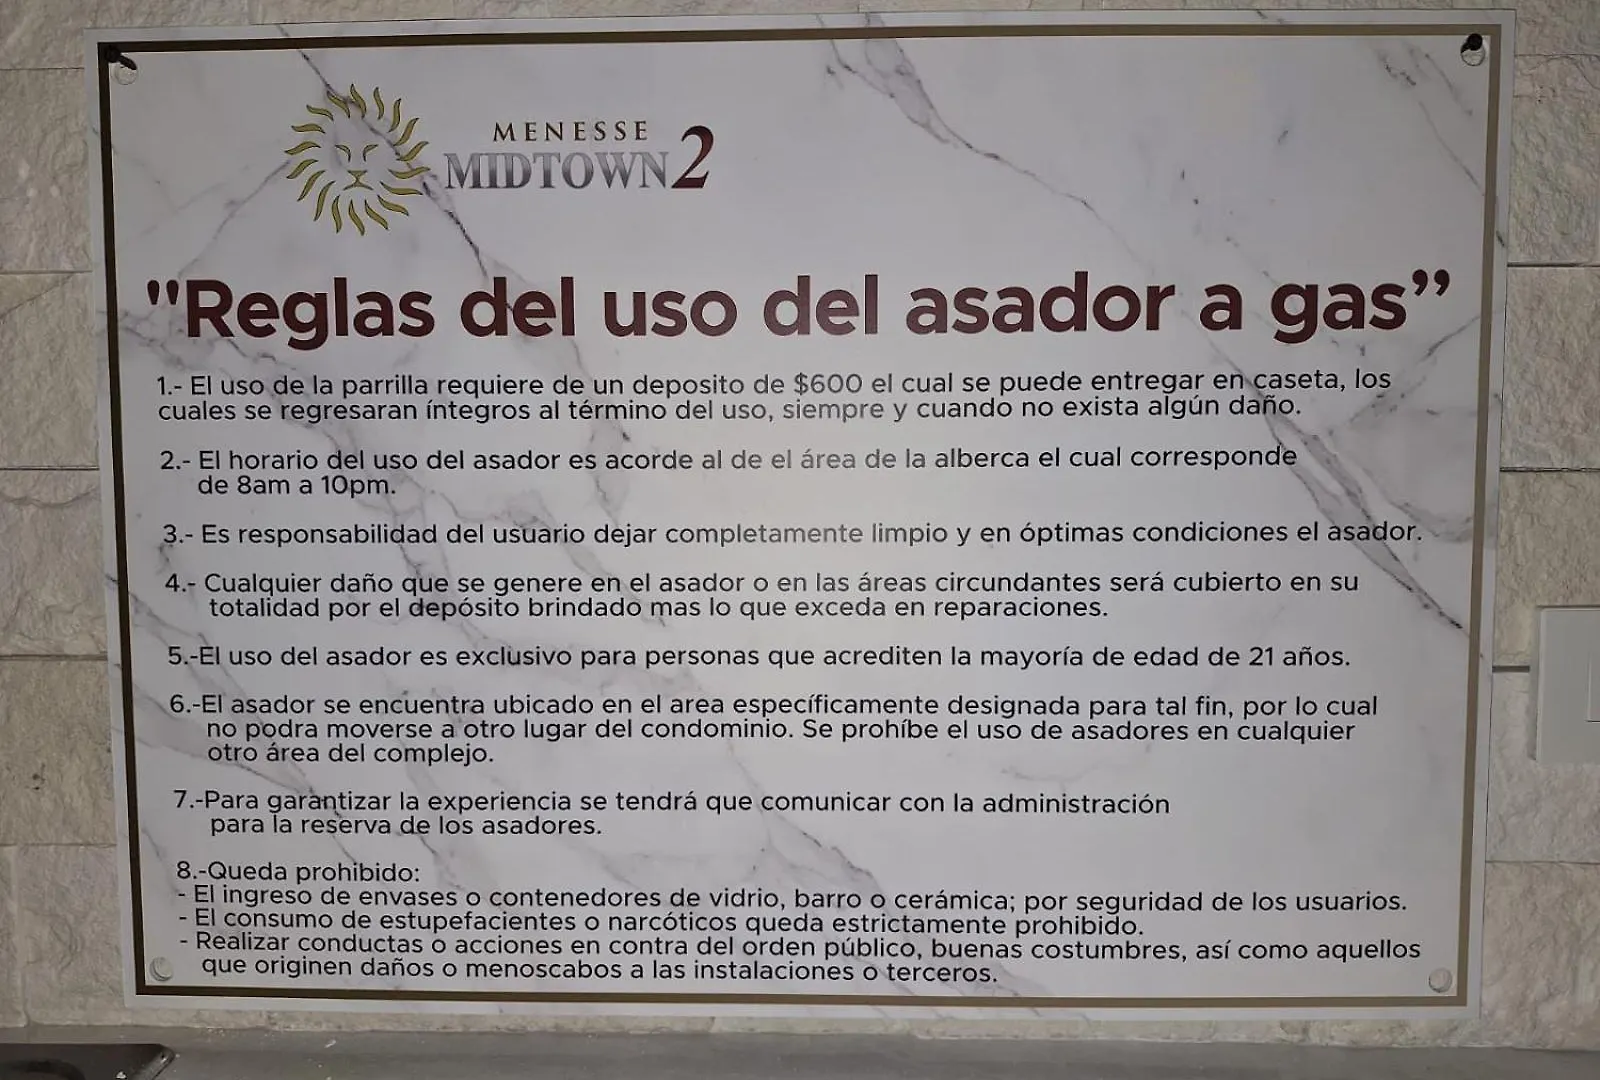 MENESSE
MIDTOWN 2
"Reglas del uso del asador a gas”
1.- El uso de la parrilla requiere de un deposito de $600 el cual se puede entregar en caseta, los
cuales se regresaran íntegros al término del uso, siempre y cuando no exista algún daño.
2.- El horario del uso del asador es acorde al de el área de la alberca el cual corresponde
de 8am a 10pm.
3.- Es responsabilidad del usuario dejar completamente limpio y en óptimas condiciones el asador.
4.- Cualquier daño que se genere en el asador o en las áreas circundantes será cubierto en su
totalidad por el depósito brindado mas lo que exceda en reparaciones.
5.-El uso del asador es exclusivo para personas que acrediten la mayoría de edad de 21 años.
6.-El asador se encuentra ubicado en el area específicamente designada para tal fin, por lo cual
no podra moverse a otro lugar del condominio. Se prohíbe el uso de asadores en cualquier
otro área del complejo.
7.-Para garantizar la experiencia se tendrá que comunicar con la administración
para la reserva de los asadores.
8.-Queda prohibido:
- El ingreso de envases o contenedores de vidrio, barro o cerámica; por seguridad de los usuarios.
- El consumo de estupefacientes o narcóticos queda estrictamente prohibido.
- Realizar conductas o acciones en contra del orden público, buenas costumbres, así como aquellos
que originen daños o menoscabos a las instalaciones o terceros.